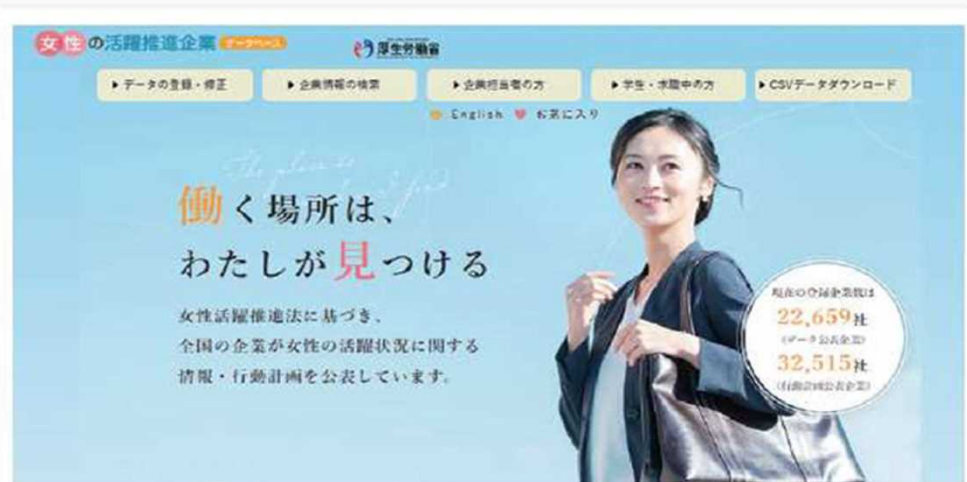 女性の活躍推進企業 データベース
厚生労働省
▶データの登録・修正
▶企業情報の検索
▶企業担当者の方
▶学生・求職中の方
▶CSVデータダウンロード
English お気に入り
働く場所は、
わたしが見つける
女性活躍推進法に基づき、
全国の企業が女性の活躍状況に関する
情報・行動計画を公表しています。
現在の登録企業数は
22,659社
(データ公表企業)
32,515社
(行動計画公表企業)